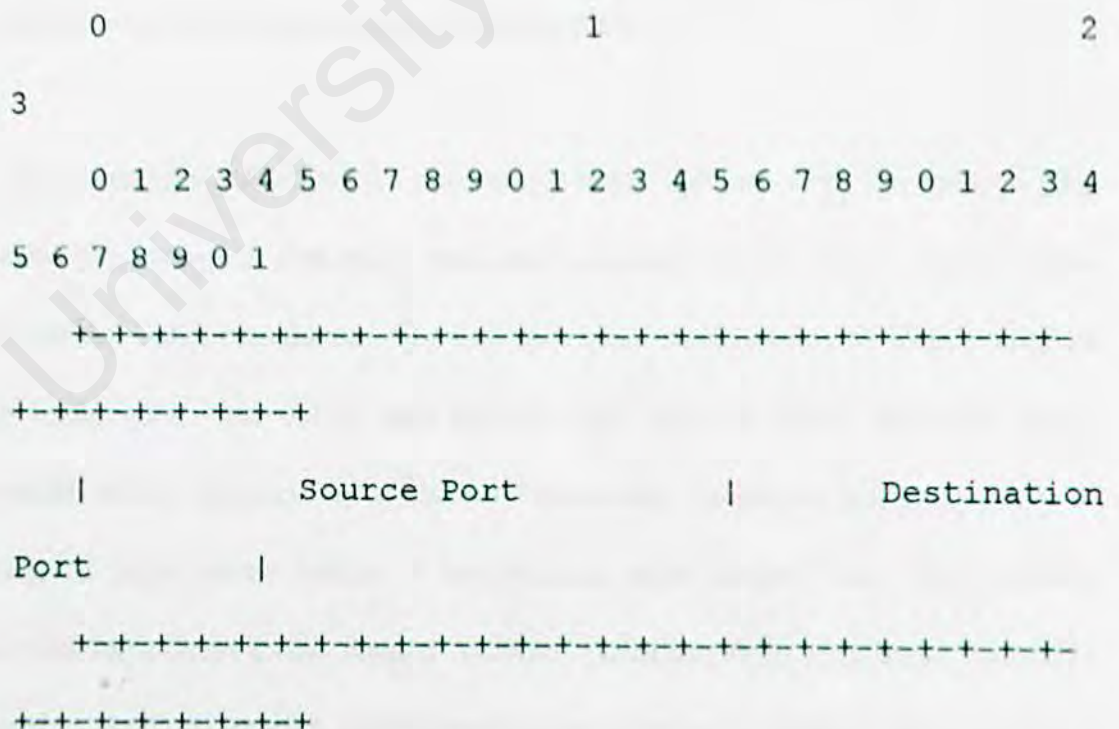 0 1 2
3
0 1 2 3 4 5 6 7 8 9 0 1 2 3 4 5 6 7 8 9 0 1 2 3 4
5 6 7 8 9 0 1
+-+-+-+-+-+-+-+-+-+-+-+-+-+-+-+-+-+-+-+-+-+-+-+-+-
+-+-+-+-+-+-+-+
| Source Port | Destination
Port |
+-+-+-+-+-+-+-+-+-+-+-+-+-+-+-+-+-+-+-+-+-+-+-+-+-
+-+-+-+-+-+-+-+
University